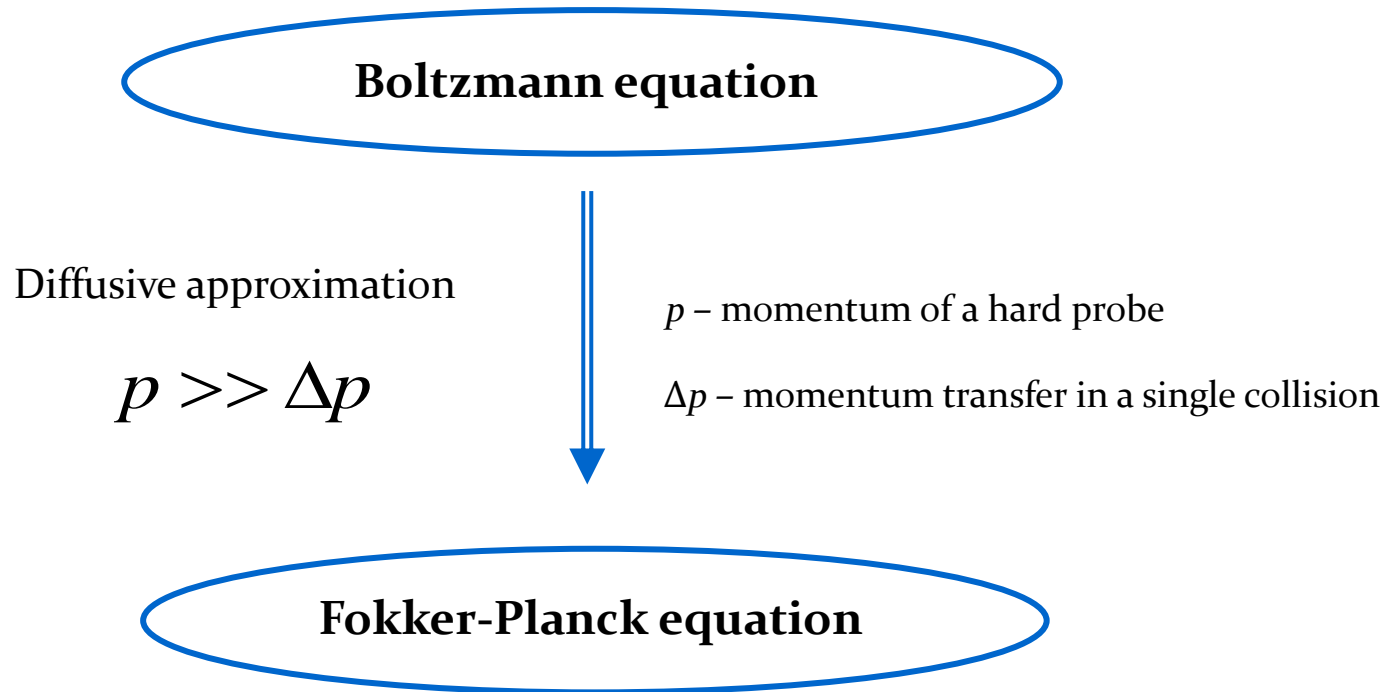 Boltzmann equation
Diffusive approximation
p >> Δp
p – momentum of a hard probe
Δp – momentum transfer in a single collision
Fokker-Planck equation